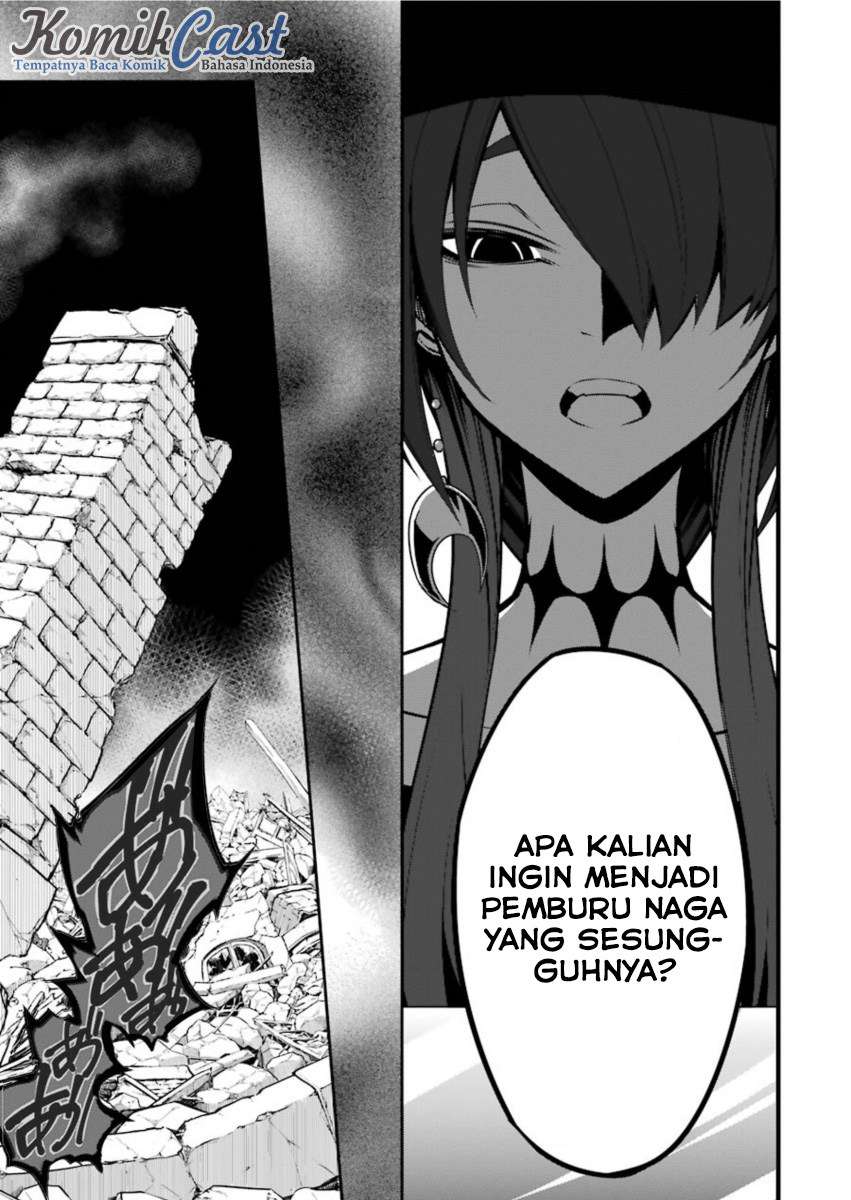 KomikCast
Tempatnya Baca Komik Bahasa Indonesia
APA KALIAN
INGIN MENJADI
PEMBURU NAGA
YANG SESUNG-
GUHNYA?